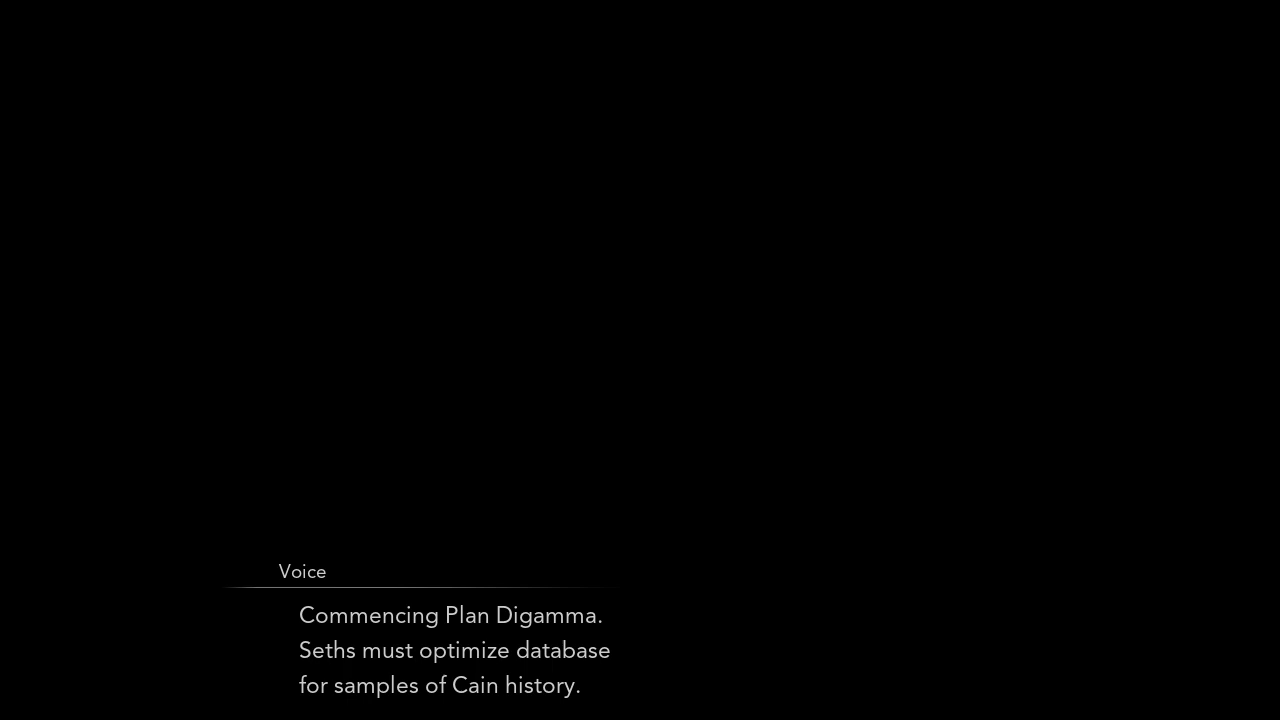 Voice
Commencing Plan Digamma.
Seths must optimize database
for samples of Cain history.